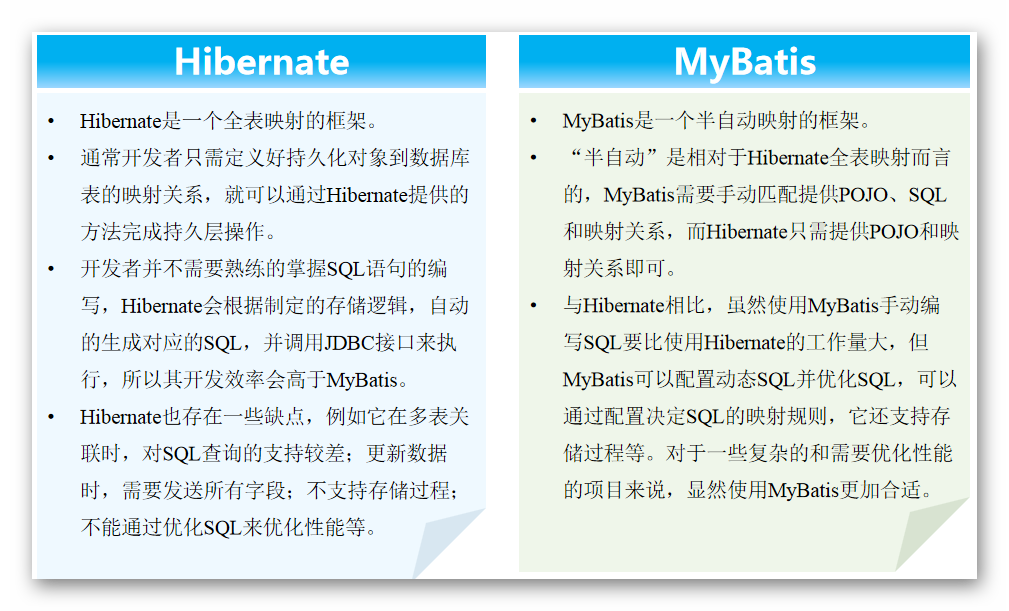 Hibernate
• Hibernate是一个全表映射的框架。
• 通常开发者只需定义好持久化对象到数据库
表的映射关系，就可以通过Hibernate提供的
方法完成持久层操作。
• 开发者并不需要熟练的掌握SQL语句的编
写，Hibernate会根据制定的存储逻辑，自动
的生成对应的SQL，并调用JDBC接口来执
行，所以其开发效率会高于MyBatis。
• Hibernate也存在一些缺点，例如它在多表关
联时，对SQL查询的支持较差；更新数据
时，需要发送所有字段；不支持存储过程；
不能通过优化SQL来优化性能等。
MyBatis
• MyBatis是一个半自动映射的框架。
• “半自动”是相对于Hibernate全表映射而言
的，MyBatis需要手动匹配提供POJO、SQL
和映射关系，而Hibernate只需提供POJO和映
射关系即可。
• 与Hibernate相比，虽然使用MyBatis手动编
写SQL要比使用Hibernate的工作量大，但
MyBatis可以配置动态SQL并优化SQL，可以
通过配置决定SQL的映射规则，它还支持存
储过程等。对于一些复杂的和需要优化性能
的项目来说，显然使用MyBatis更加合适。